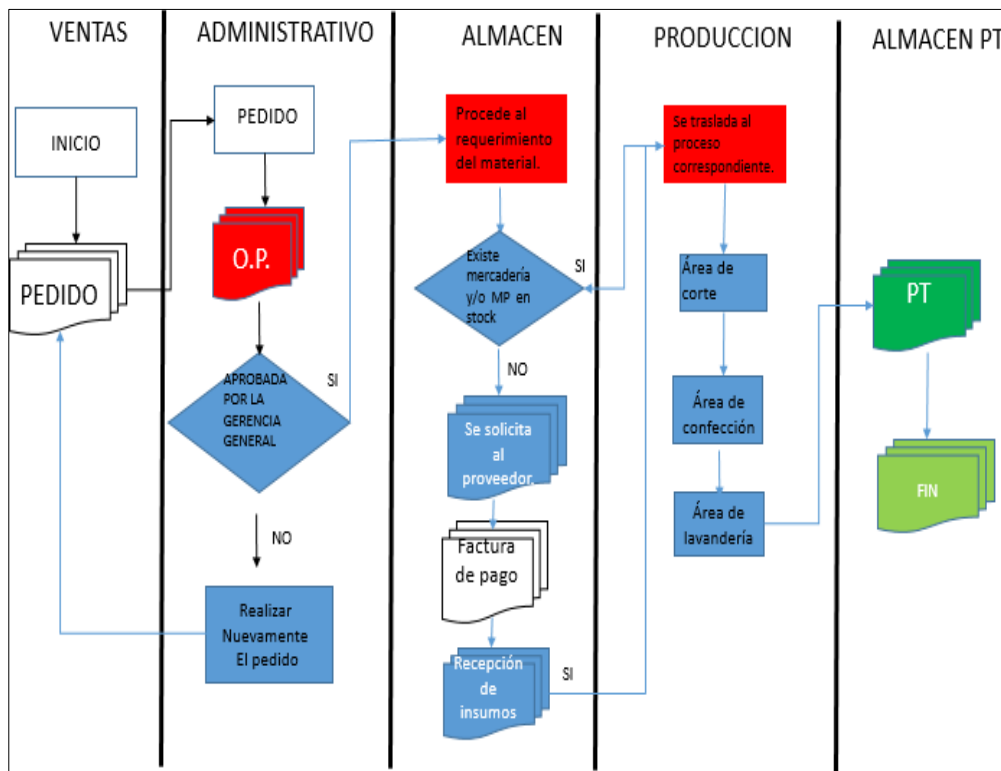 VENTAS
ADMINISTRATIVO
ALMACEN
PRODUCCION
ALMACEN PT
INICIO
PEDIDO
PEDIDO
O.P.
APROBADA
POR LA
GERENCIA
GENERAL
SI
NO
Realizar
Nuevamente
El pedido
Procede al
requerimiento
del material.
Existe
mercadería
y/o MP en
stock
SI
NO
Se solicita
al
proveedor.
Factura
de pago
Recepción
de
insumos
SI
Se traslada al
proceso
correspondiente.
Área de
corte
Área de
confección
Área de
lavandería
PT
FIN